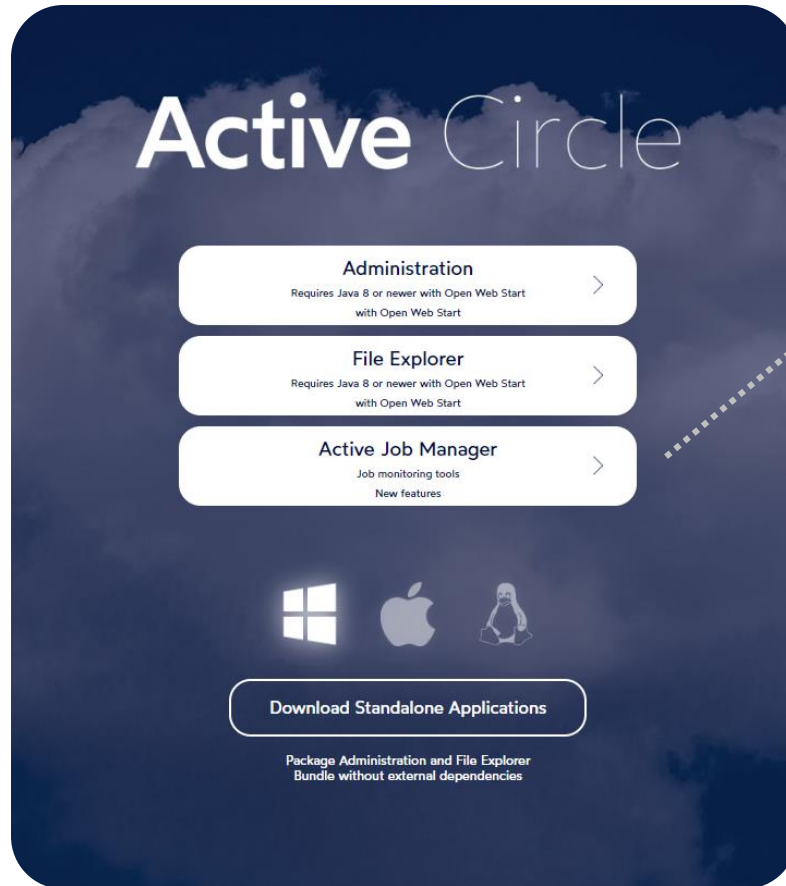 Active Circle
Administration
Requires Java 8 or newer with Open Web Start
with Open Web Start
File Explorer
Requires Java 8 or newer with Open Web Start
with Open Web Start
Active Job Manager
Job monitoring tools
New features
Download Standalone Applications
Package Administration and File Explorer
Bundle without external dependencies